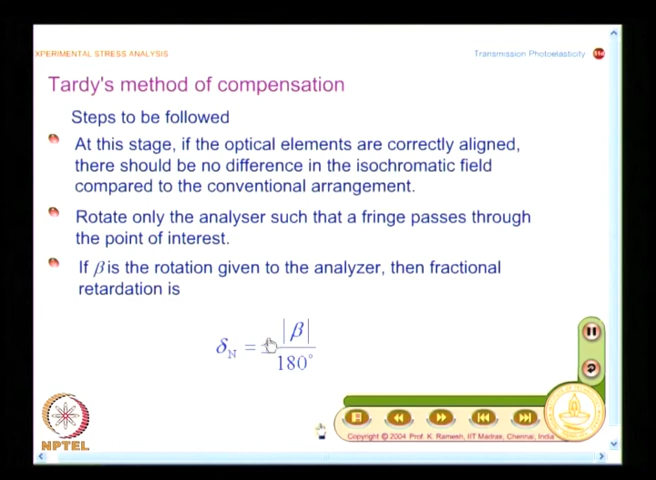 XPERIMENTAL STRESS ANALYSIS
Transmission Photoelasticity
Tardy's method of compensation
Steps to be followed
At this stage, if the optical elements are correctly aligned,
there should be no difference in the isochromatic field
compared to the conventional arrangement.
Rotate only the analyser such that a fringe passes through
the point of interest.
If β is the rotation given to the analyzer, then fractional
retardation is
δN = ± |β|
180°
NPTEL
Copyright © 2004 Prof. K. Ramesh, IIT Madras, Chennai, India